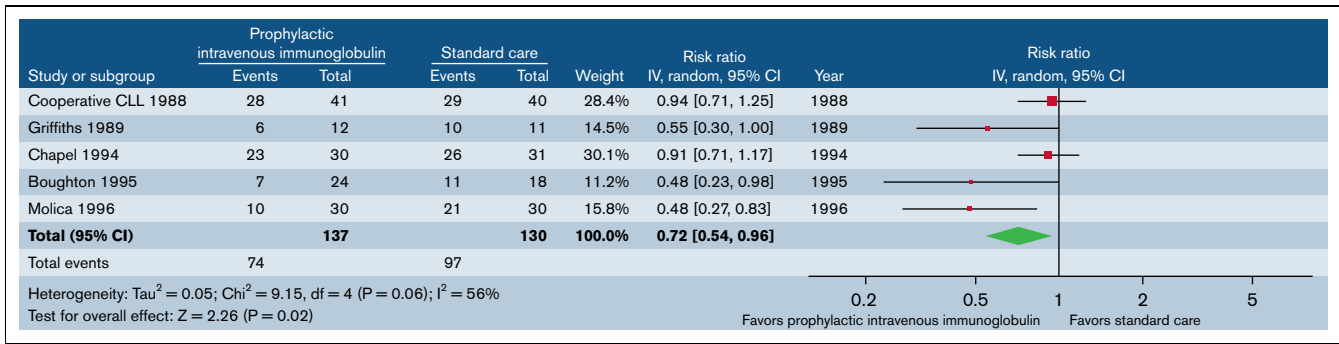 Prophylactic
intravenous immunoglobulin Standard care Risk ratio Risk ratio
Study or subgroup Events Total Events Total Weight IV, random, 95% CI Year IV, random, 95% CI
Cooperative CLL 1988 28 41 29 40 28.4% 0.94 [0.71, 1.25] 1988
Griffiths 1989 6 12 10 11 14.5% 0.55 [0.30, 1.00] 1989
Chapel 1994 23 30 26 31 30.1% 0.91 [0.71, 1.17] 1994
Boughton 1995 7 24 11 18 11.2% 0.48 [0.23, 0.98] 1995
Molica 1996 10 30 21 30 15.8% 0.48 [0.27, 0.83] 1996
Total (95% CI) 137 130 100.0% 0.72 [0.54, 0.96]
Total events 74 97
Heterogeneity: Tau² = 0.05; Chi² = 9.15, df = 4 (P = 0.06); I² = 56%
Test for overall effect: Z = 2.26 (P = 0.02)
0.2 0.5 1 2 5
Favors prophylactic intravenous immunoglobulin Favors standard care